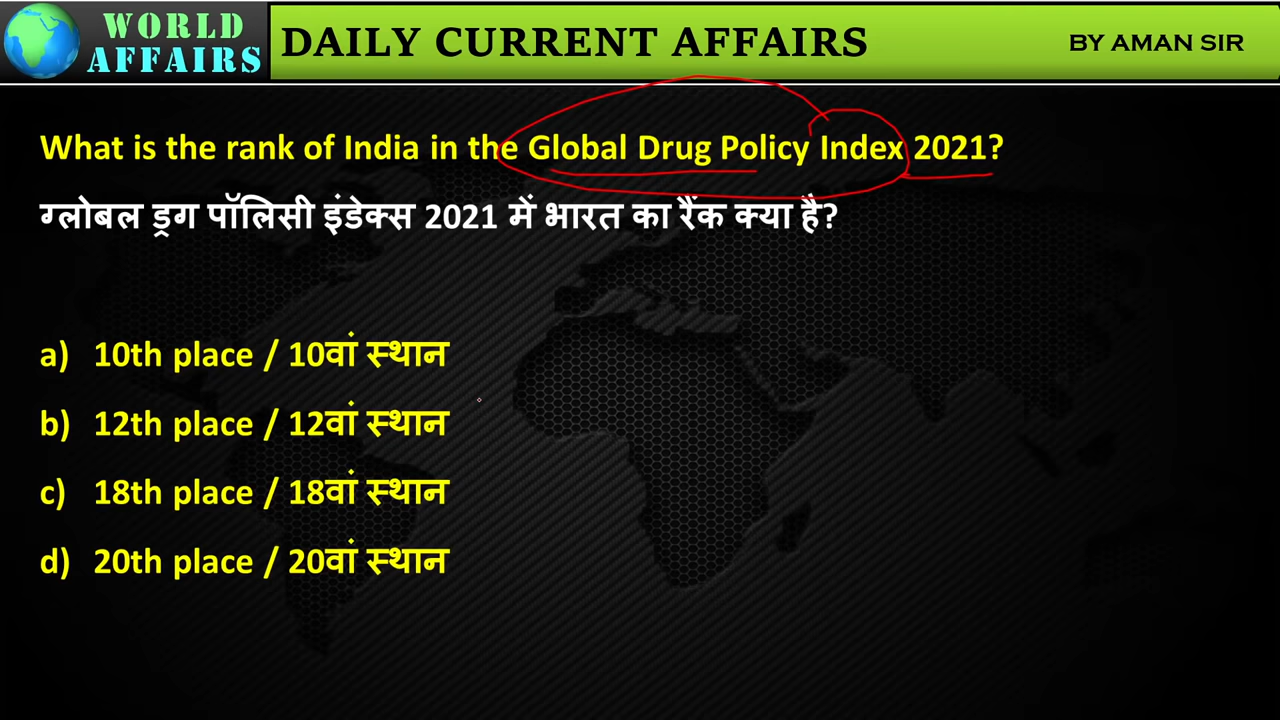 WORLD
AFFAIRS
DAILY CURRENT AFFAIRS
BY AMAN SIR
What is the rank of India in the Global Drug Policy Index 2021?
ग्लोबल ड्रग पॉलिसी इंडेक्स 2021 में भारत का रैंक क्या है?
a) 10th place / 10वां स्थान
b) 12th place / 12वां स्थान
c) 18th place / 18वां स्थान
d) 20th place / 20वां स्थान